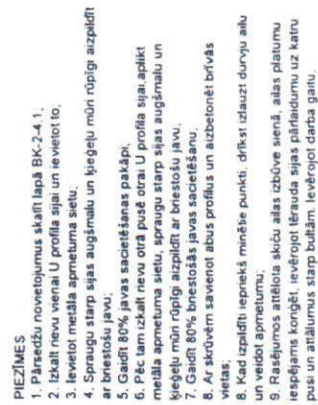 PIEZĪMES
1. Pārsedžu novietojumus skatīt lapā BK-2-4.1;
2. Izkalt rievu vienai U profila sijai un ievietot to;
3. Ievietot metāla apmetuma sietu;
4. Spraugu starp sijas augšmalu un ķieģeļu mūri rūpīgi aizpildīt
ar briestošu javu;
5. Gaidīt 80% javas sacietēšanas pakāpi;
6. Pēc tam izkalt rievu otrā pusē otrai U profila sijai,aplikt
metāla apmetuma sietu, spraugu starp sijas augšmalu un
ķieģeļu mūri rūpīgi aizpildīt ar briestošu javu;
7. Gaidīt 80% briestošās javas sacietēšanu;
8. Ar skrūvēm savienot abus profilus un aizbetonēt brīvās
vietas;
8. Kad izpildīti iepriekš minētie punkti, drīkst izlauzt durvju ailu
un veidot apmetumu;
9. Rasējumos attēlota skiču ailas izbūve sienā, ailas platumu
iespējams koriģēt, ievērojot tērauda sijas pārlaidumu uz katru
pusi un attālumus starp bultām. Ievērojot darba gaitu.